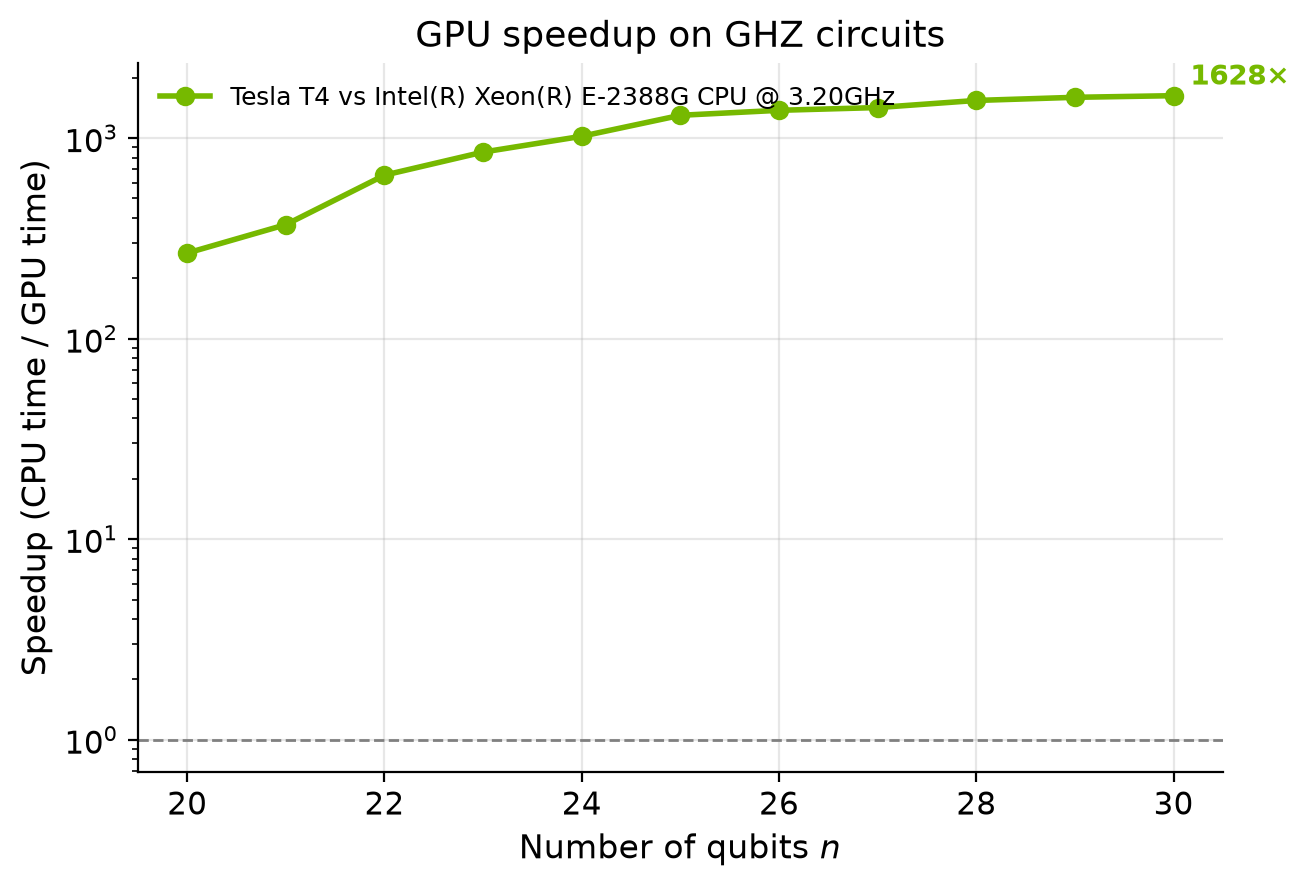 GPU speedup on GHZ circuits
1628×
Tesla T4 vs Intel(R) Xeon(R) E-2388G CPU @ 3.20GHz
Speedup (CPU time / GPU time)
10³
10²
10¹
10⁰
20 22 24 26 28 30
Number of qubits n